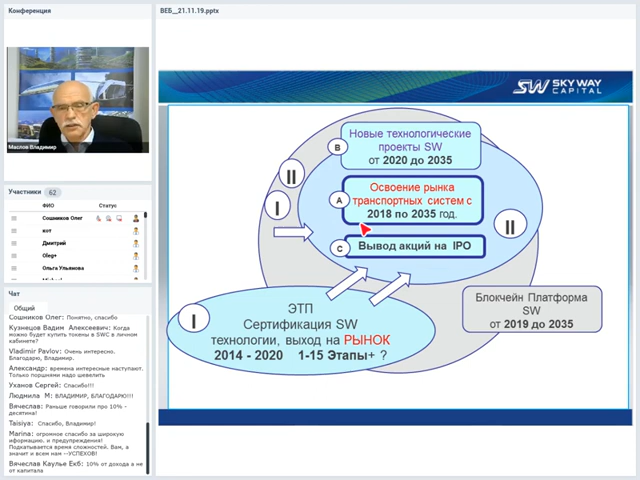 Конференция
ВЕБ__21.11.19.pptx
Маслов Владимир
SW SKY WAY
CAPITAL
Участники 62
ФИО Статус
Сошников Олег
кот
Дмитрий
Oleg+
Ольга Ульянова
Чат
Общий
Сошников Олег: Понятно, спасибо
Кузнецов Вадим Алексеевич: Когда
можно будет купить токены в SWC в личном
кабинете?
Vladimir Pavlov: Очень интересно.
Благодарю, Владимир.
Александр: времена интересные наступают.
Только поршнями надо шевелить
Уханов Сергей: Спасибо!!!
Людмила М: ВЛАДИМИР, БЛАГОДАРЮ!!!
Вячеслав: Раньше говорили про 10% -
десятина!
Taisiya: Спасибо, Владимир!
Marina: огромное спасибо за широкую
иформацию. и предупреждения!
Подкатывается время сложностей. Вам, а
значит и всем нам --УСПЕХОВ!
Вячеслав Каулье Екб: 10% от дохода а не
от капитала
B
Новые технологические
проекты SW
от 2020 до 2035
II
I
A
Освоение рынка
транспортных систем с
2018 по 2035 год.
II
C
Вывод акций на IPO
I
ЭТП
Сертификация SW
технологии, выход на РЫНОК
2014 - 2020 1-15 Этапы+ ?
Блокчейн Платформа
SW
от 2019 до 2035